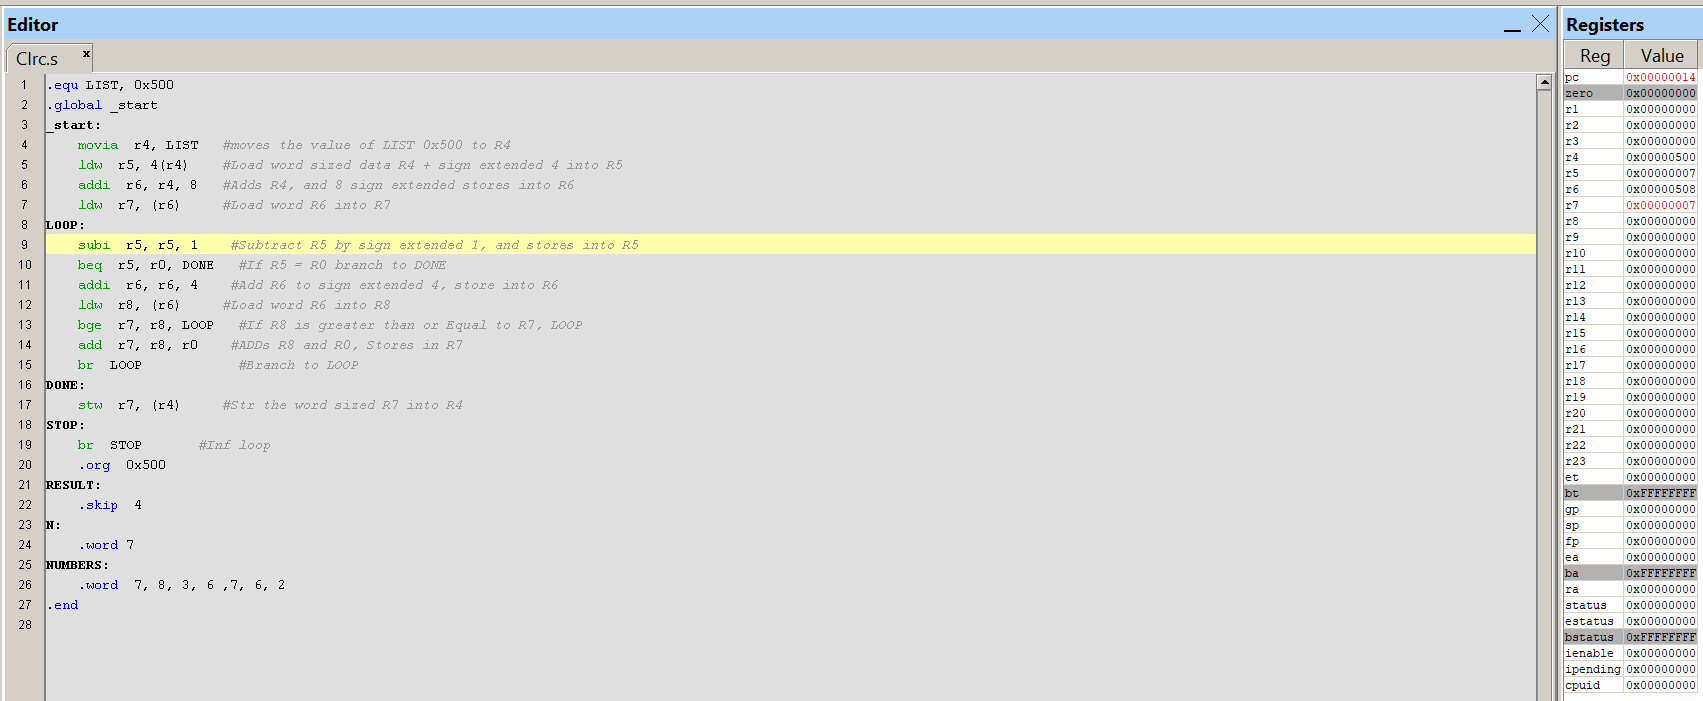 Editor
CIrc.s x
1 .equ LIST, 0x500
2 .global _start
3 _start:
4 movia r4, LIST #moves the value of LIST 0x500 to R4
5 ldw r5, 4(r4) #Load word sized data R4 + sign extended 4 into R5
6 addi r6, r4, 8 #Adds R4, and 8 sign extended stores into R6
7 ldw r7, (r6) #Load word R6 into R7
8 LOOP:
9 subi r5, r5, 1 #Subtract R5 by sign extended 1, and stores into R5
10 beq r5, r0, DONE #If R5 = R0 branch to DONE
11 addi r6, r6, 4 #Add R6 to sign extended 4, store into R6
12 ldw r8, (r6) #Load word R6 into R8
13 bge r7, r8, LOOP #If R8 is greater than or Equal to R7, LOOP
14 add r7, r8, r0 #ADDs R8 and R0, Stores in R7
15 br LOOP #Branch to LOOP
16 DONE:
17 stw r7, (r4) #Str the word sized R7 into R4
18 STOP:
19 br STOP #Inf loop
20 .org 0x500
21 RESULT:
22 .skip 4
23 N:
24 .word 7
25 NUMBERS:
26 .word 7, 8, 3, 6 ,7, 6, 2
27 .end
28
Registers
Reg Value
pc 0x00000014
zero 0x00000000
r1 0x00000000
r2 0x00000000
r3 0x00000000
r4 0x00000500
r5 0x00000007
r6 0x00000508
r7 0x00000007
r8 0x00000000
r9 0x00000000
r10 0x00000000
r11 0x00000000
r12 0x00000000
r13 0x00000000
r14 0x00000000
r15 0x00000000
r16 0x00000000
r17 0x00000000
r18 0x00000000
r19 0x00000000
r20 0x00000000
r21 0x00000000
r22 0x00000000
r23 0x00000000
et 0x00000000
bt 0xFFFFFFFF
gp 0x00000000
sp 0x00000000
fp 0x00000000
ea 0x00000000
ba 0xFFFFFFFF
ra 0x00000000
status 0x00000000
estatus 0x00000000
bstatus 0xFFFFFFFF
ienable 0x00000000
ipending 0x00000000
cpuid 0x00000000